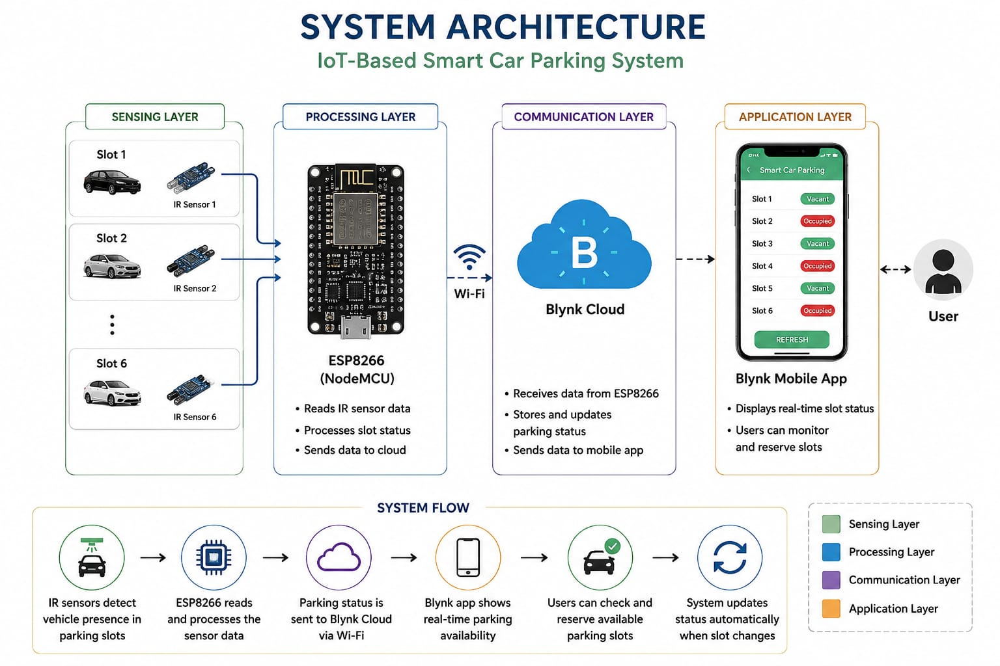 SYSTEM ARCHITECTURE
IoT-Based Smart Car Parking System
SENSING LAYER
Slot 1
IR Sensor 1
Slot 2
IR Sensor 2
Slot 6
IR Sensor 6
PROCESSING LAYER
ESP8266
(NodeMCU)
• Reads IR sensor data
• Processes slot status
• Sends data to cloud
Wi-Fi
COMMUNICATION LAYER
B
Blynk Cloud
• Receives data from ESP8266
• Stores and updates
parking status
• Sends data to mobile app
APPLICATION LAYER
Smart Car Parking
Slot 1 Vacant
Slot 2 Occupied
Slot 3 Vacant
Slot 4 Occupied
Slot 5 Vacant
Slot 6 Occupied
REFRESH
Blynk Mobile App
• Displays real-time slot status
• Users can monitor
and reserve slots
User
SYSTEM FLOW
IR sensors detect
vehicle presence in
parking slots
ESP8266 reads
and processes the
sensor data
Parking status is
sent to Blynk Cloud
via Wi-Fi
Blynk app shows
real-time parking
availability
Users can check and
reserve available
parking slots
System updates
status automatically
when slot changes
Sensing Layer
Processing Layer
Communication Layer
Application Layer